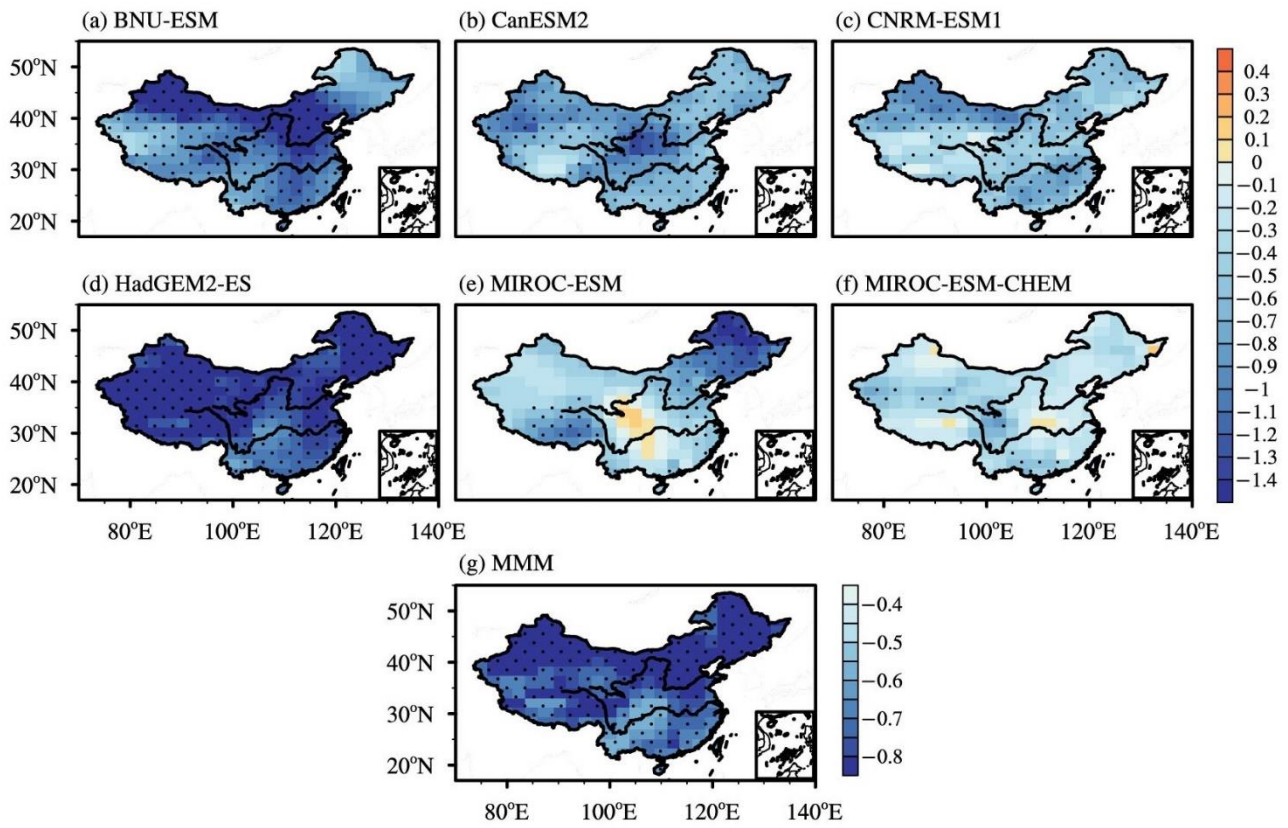 (a) BNU-ESM
(b) CanESM2
(c) CNRM-ESM1
50°N
40°N
30°N
20°N
0.4
0.3
0.2
0.1
0
−0.1
−0.2
−0.3
−0.4
−0.5
−0.6
−0.7
−0.8
−0.9
−1
−1.1
−1.2
−1.3
−1.4
(d) HadGEM2-ES
(e) MIROC-ESM
(f) MIROC-ESM-CHEM
50°N
40°N
30°N
20°N
80°E 100°E 120°E 140°E
80°E 100°E 120°E 140°E
(g) MMM
50°N
40°N
30°N
20°N
80°E 100°E 120°E 140°E
−0.4
−0.5
−0.6
−0.7
−0.8